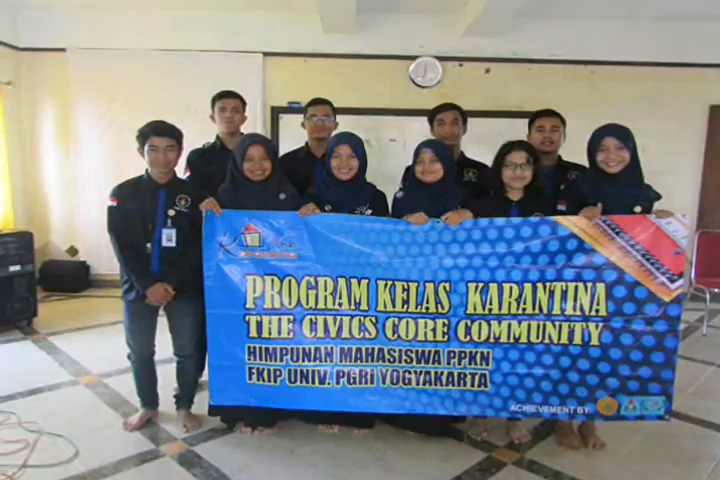 PROGRAM KELAS KARANTINA
THE CIVICS CORE COMMUNITY
HIMPUNAN MAHASISWA PPKN
FKIP UNIV. PGRI YOGYAKARTA
ACHIEVEMENT BY: